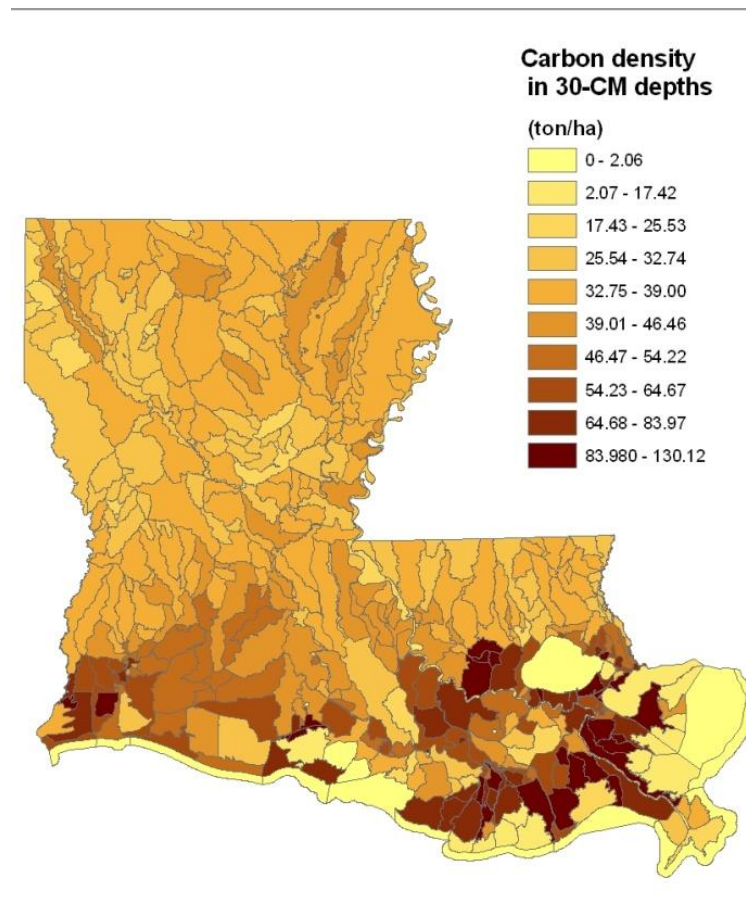 Carbon density
in 30-CM depths
(ton/ha)
0 - 2.06
2.07 - 17.42
17.43 - 25.53
25.54 - 32.74
32.75 - 39.00
39.01 - 46.46
46.47 - 54.22
54.23 - 64.67
64.68 - 83.97
83.980 - 130.12